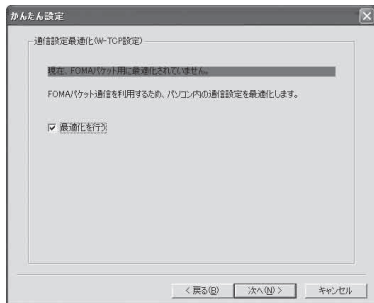 かんたん設定
通信設定最適化(W-TCP設定)
現在、FOMAパケット用に最適化されていません。
FOMAパケット通信を利用するため、パソコン内の通信設定を最適化します。
最適化を行う
< 戻る(B)
次へ(N) >
キャンセル